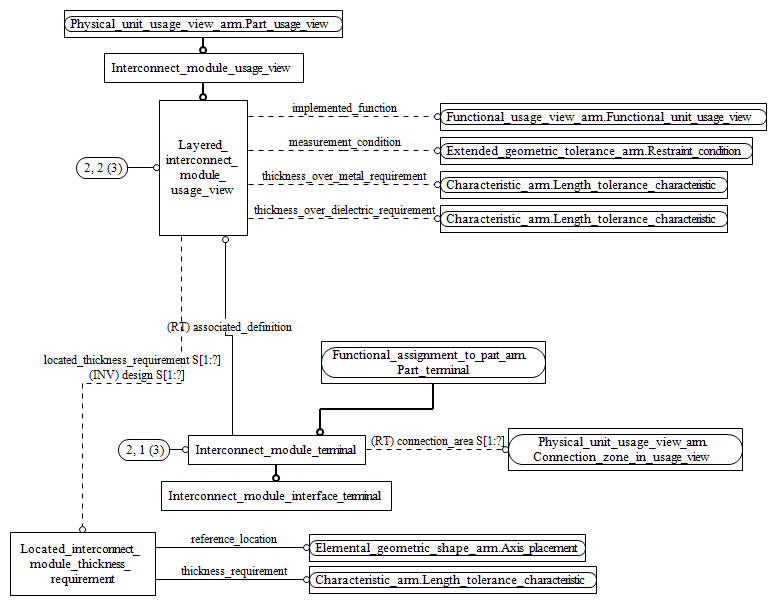 Physical_unit_usage_view_arm.Part_usage_view
Interconnect_module_usage_view
Layered_
interconnect_
module_
usage_view
2, 2 (3)
implemented_function
Functional_usage_view_arm.Functional_unit_usage_view
measurement_condition
Extended_geometric_tolerance_arm.Restraint_condition
thickness_over_metal_requirement
Characteristic_arm.Length_tolerance_characteristic
thickness_over_dielectric_requirement
Characteristic_arm.Length_tolerance_characteristic
(RT) associated_definition
located_thickness_requirement S[1:?]
(INV) design S[1:?]
Functional_assignment_to_part_arm.
Part_terminal
2, 1 (3)
Interconnect_module_terminal
(RT) connection_area S[1:?]
Physical_unit_usage_view_arm.
Connection_zone_in_usage_view
Interconnect_module_interface_terminal
Located_interconnect_
module_thickness_
requirement
reference_location
Elemental_geometric_shape_arm.Axis_placement
thickness_requirement
Characteristic_arm.Length_tolerance_characteristic